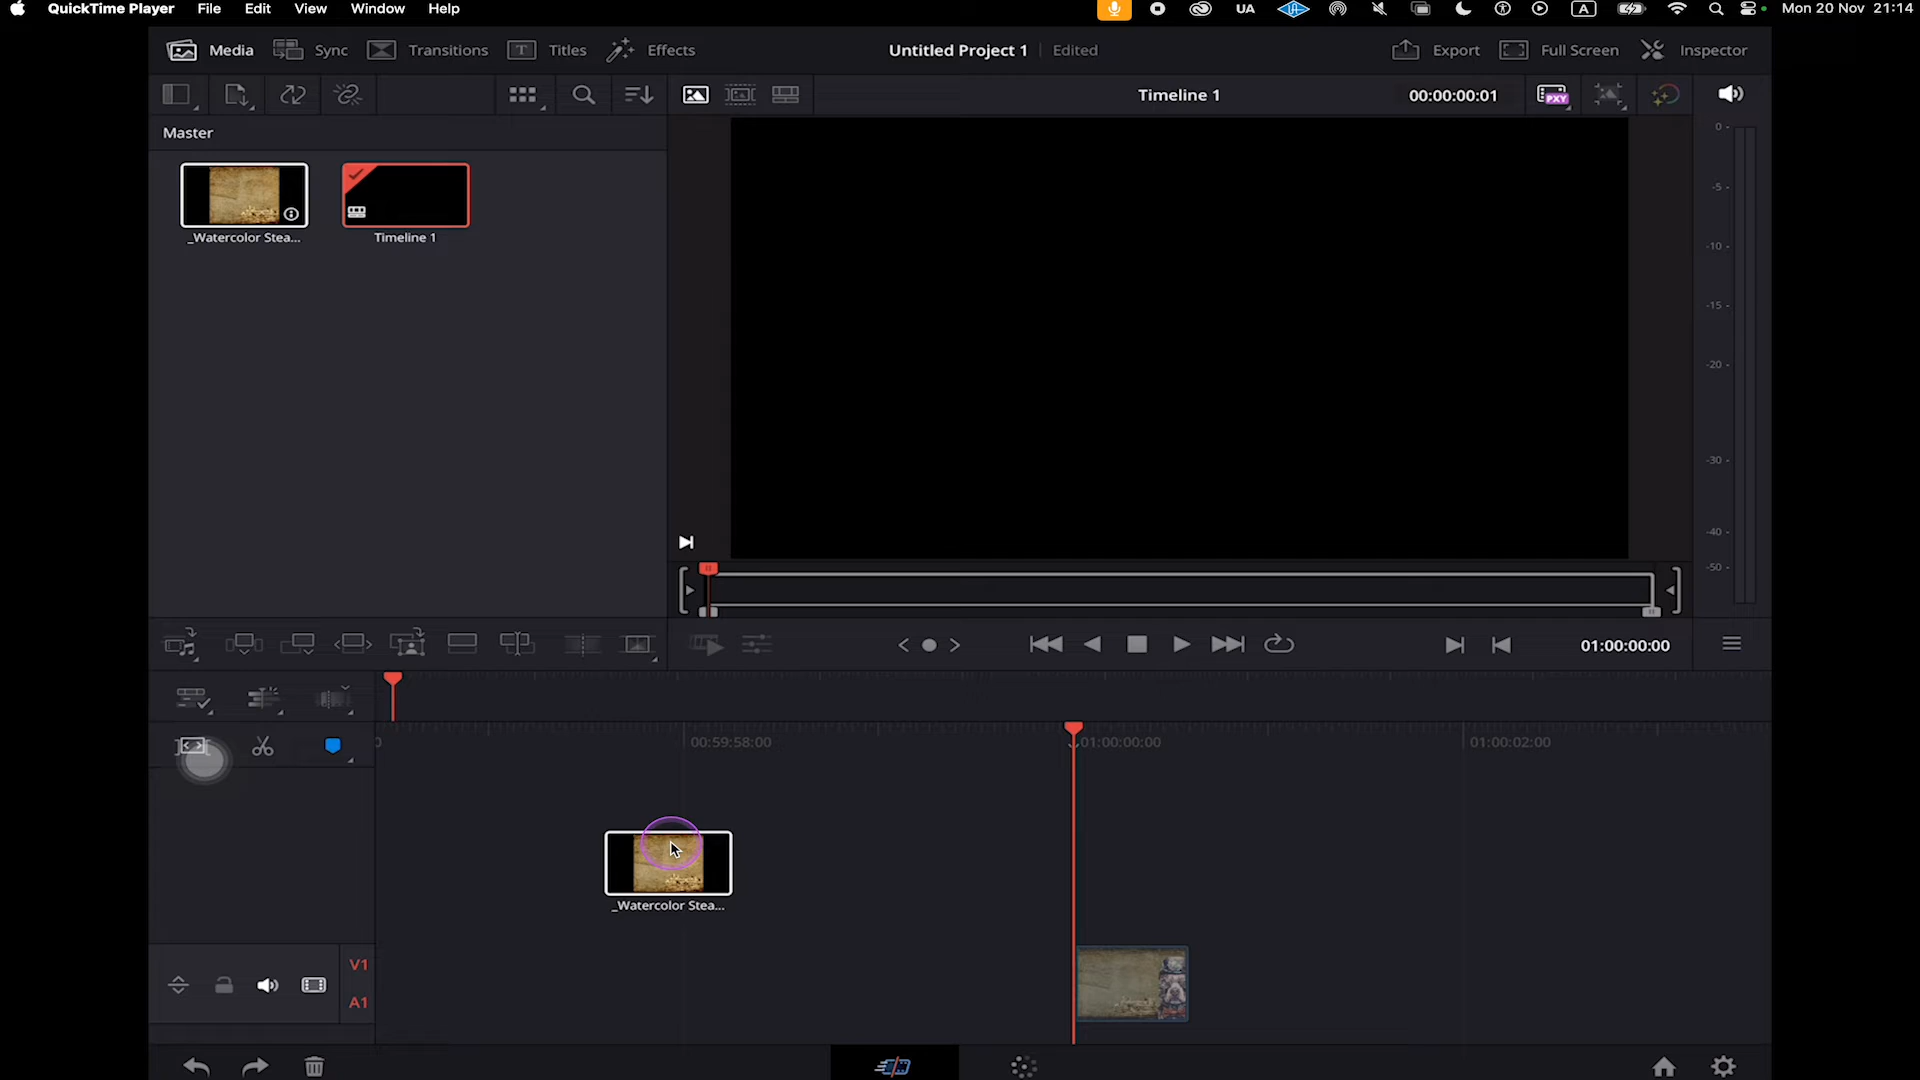 QuickTime Player File Edit View Window Help UA A Mon 20 Nov 21:14
Media Sync Transitions T Titles Effects Untitled Project 1 Edited Export Full Screen Inspector
PXY Timeline 1 00:00:00:01
Master
_Watercolor Stea... Timeline 1
0
-5
-10
-15
-20
-30
-40
-50
01:00:00:00
0 00:59:58:00 01:00:00:00 01:00:02:00
_Watercolor Stea...
V1
A1